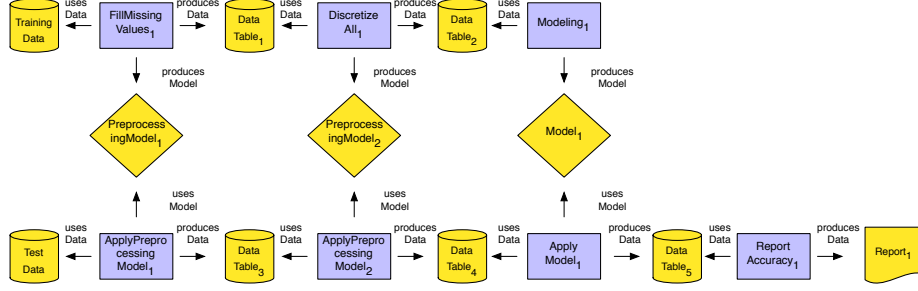 uses
Data
produces
Data
uses
Data
produces
Data
uses
Data
Training
Data
FillMissing
Values1
Data
Table1
Discretize
All1
Data
Table2
Modeling1
produces
Model
produces
Model
produces
Model
Preprocess
ingModel1
Preprocess
ingModel2
Model1
uses
Model
uses
Model
uses
Model
uses
Data
produces
Data
uses
Data
produces
Data
uses
Data
produces
Data
uses
Data
produces
Data
Test
Data
ApplyPrepro
cessing
Model1
Data
Table3
ApplyPrepro
cessing
Model2
Data
Table4
Apply
Model1
Data
Table5
Report
Accuracy1
Report1